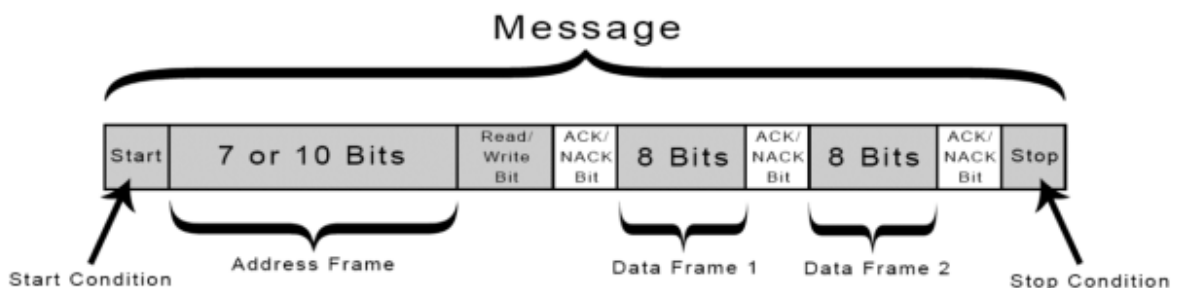 Message
Start
7 or 10 Bits
Read/
Write
Bit
ACK/
NACK
Bit
8 Bits
ACK/
NACK
Bit
8 Bits
ACK/
NACK
Bit
Stop
Start Condition
Address Frame
Data Frame 1
Data Frame 2
Stop Condition